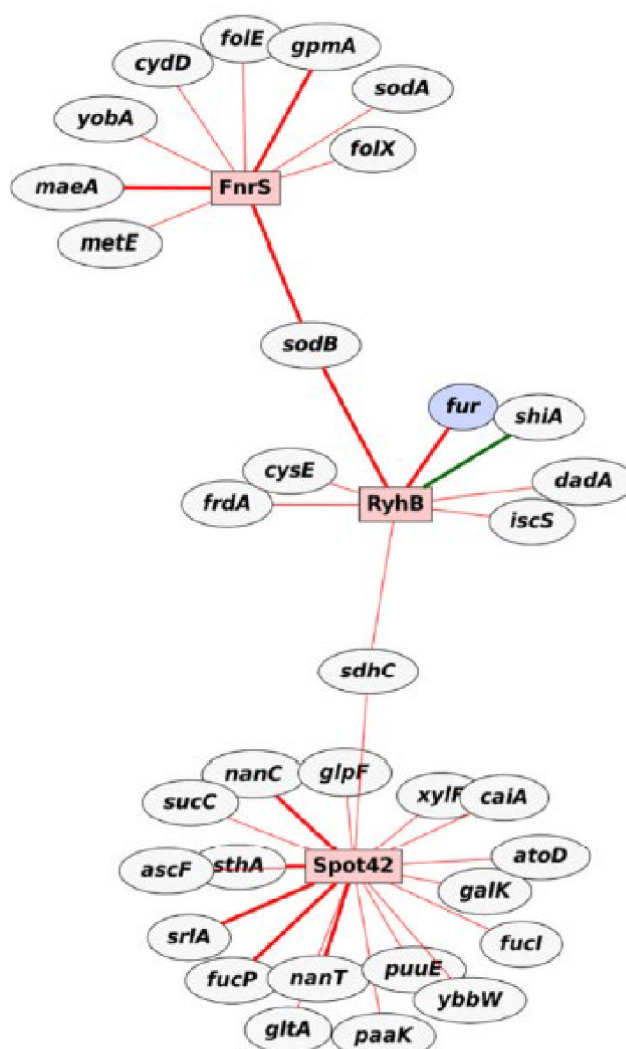 folE
gpmA
cydD
sodA
yobA
folX
FnrS
maeA
metE
sodB
fur
shiA
cysE
dadA
frdA
RyhB
iscS
sdhC
nanC
glpF
xylF
caiA
sucC
ascF
sthA
Spot42
atoD
galK
srlA
fucI
fucP
nanT
puuE
ybbW
gltA
paaK